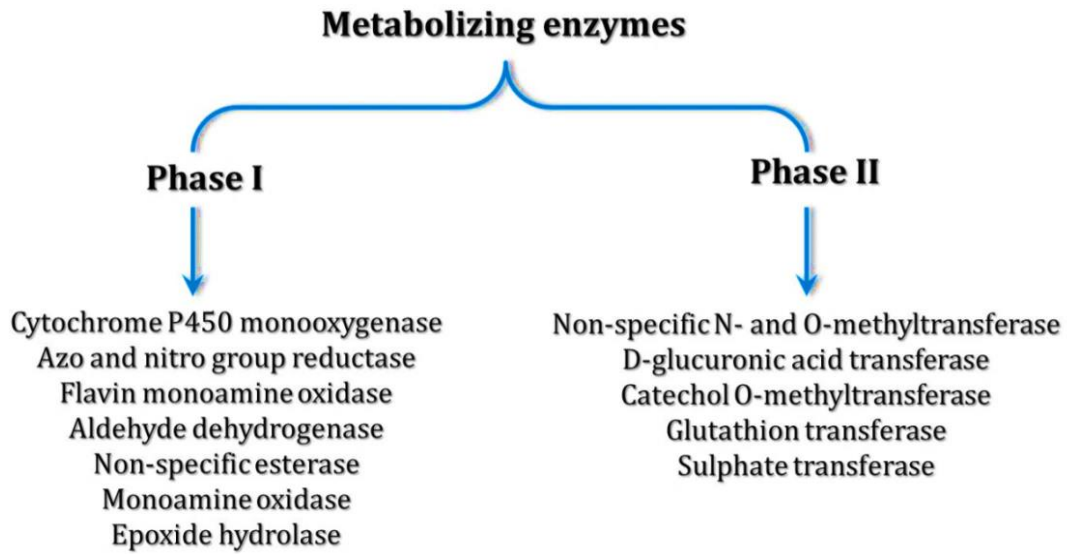 Metabolizing enzymes
Phase I
Cytochrome P450 monooxygenase
Azo and nitro group reductase
Flavin monoamine oxidase
Aldehyde dehydrogenase
Non-specific esterase
Monoamine oxidase
Epoxide hydrolase
Phase II
Non-specific N- and O-methyltransferase
D-glucuronic acid transferase
Catechol O-methyltransferase
Glutathion transferase
Sulphate transferase